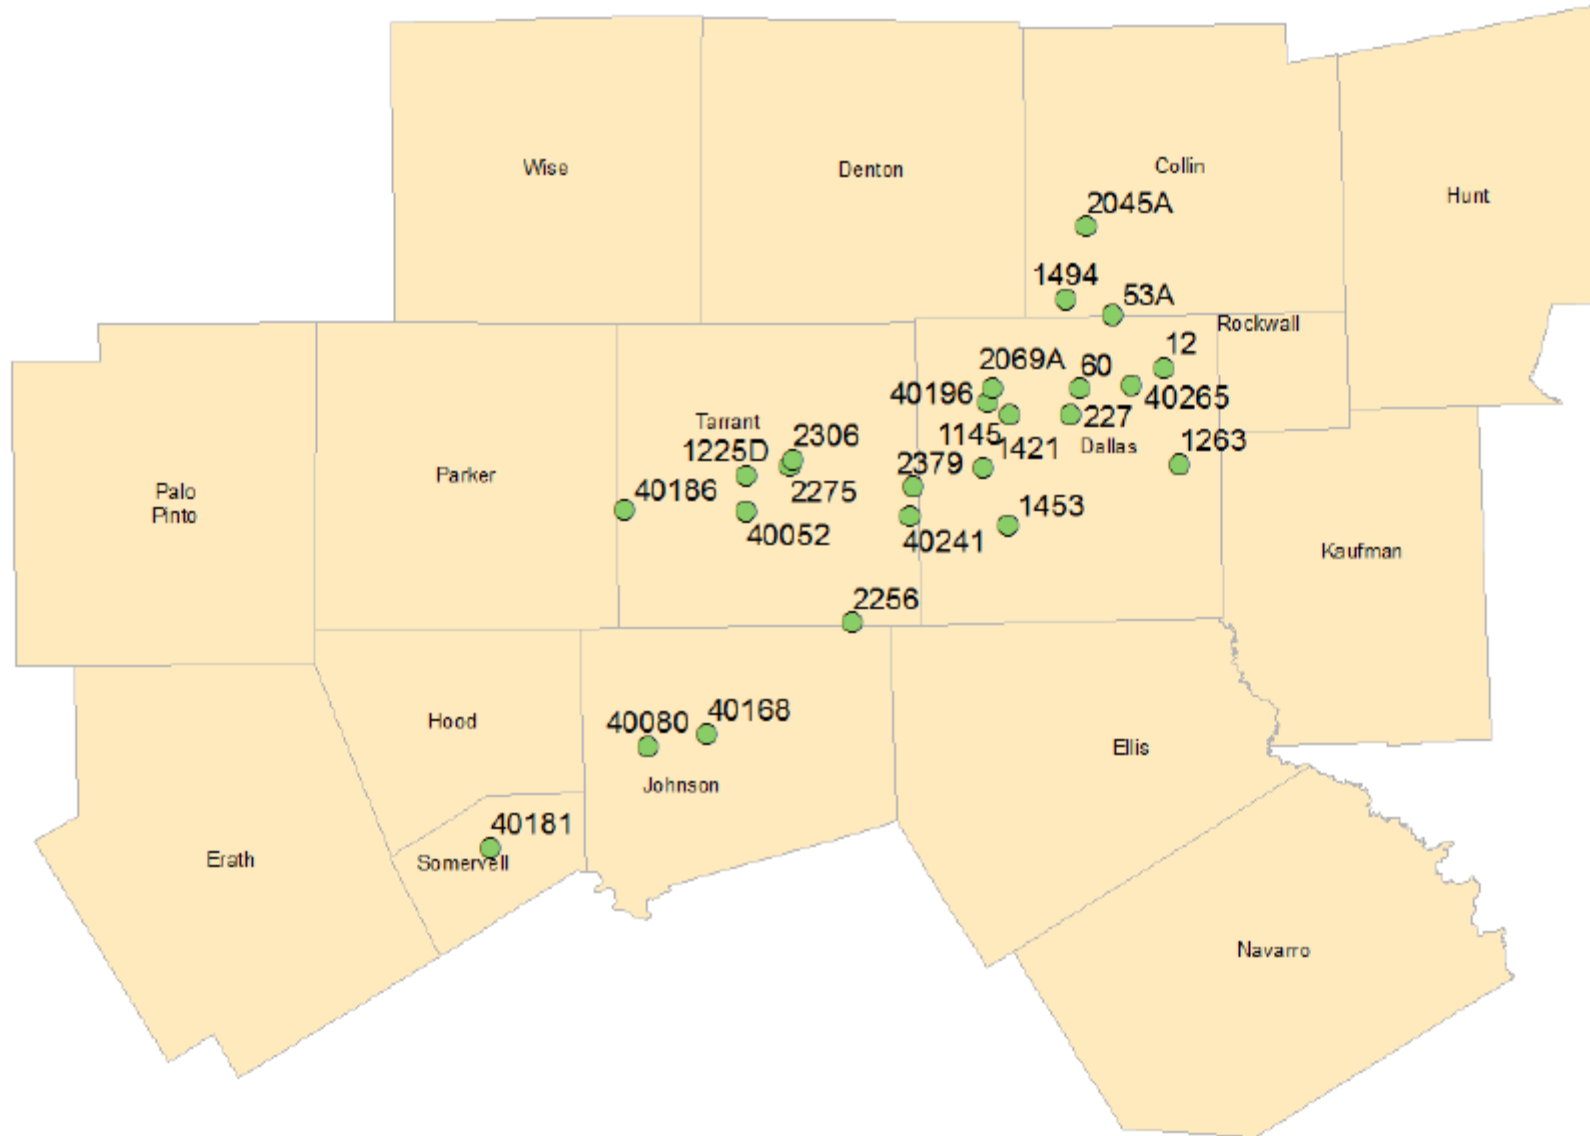 Wise
Denton
Collin
Hunt
2045A
1494
53A
Rockwall
12
2069A
60
40196
40265
227
Tarrant
1145
1421
Dallas
2306
1225D
2379
1263
Parker
2275
40186
Palo
Pinto
1453
40052
40241
Kaufman
2256
40080
40168
Hood
Ellis
Johnson
40181
Erath
Somervell
Navarro